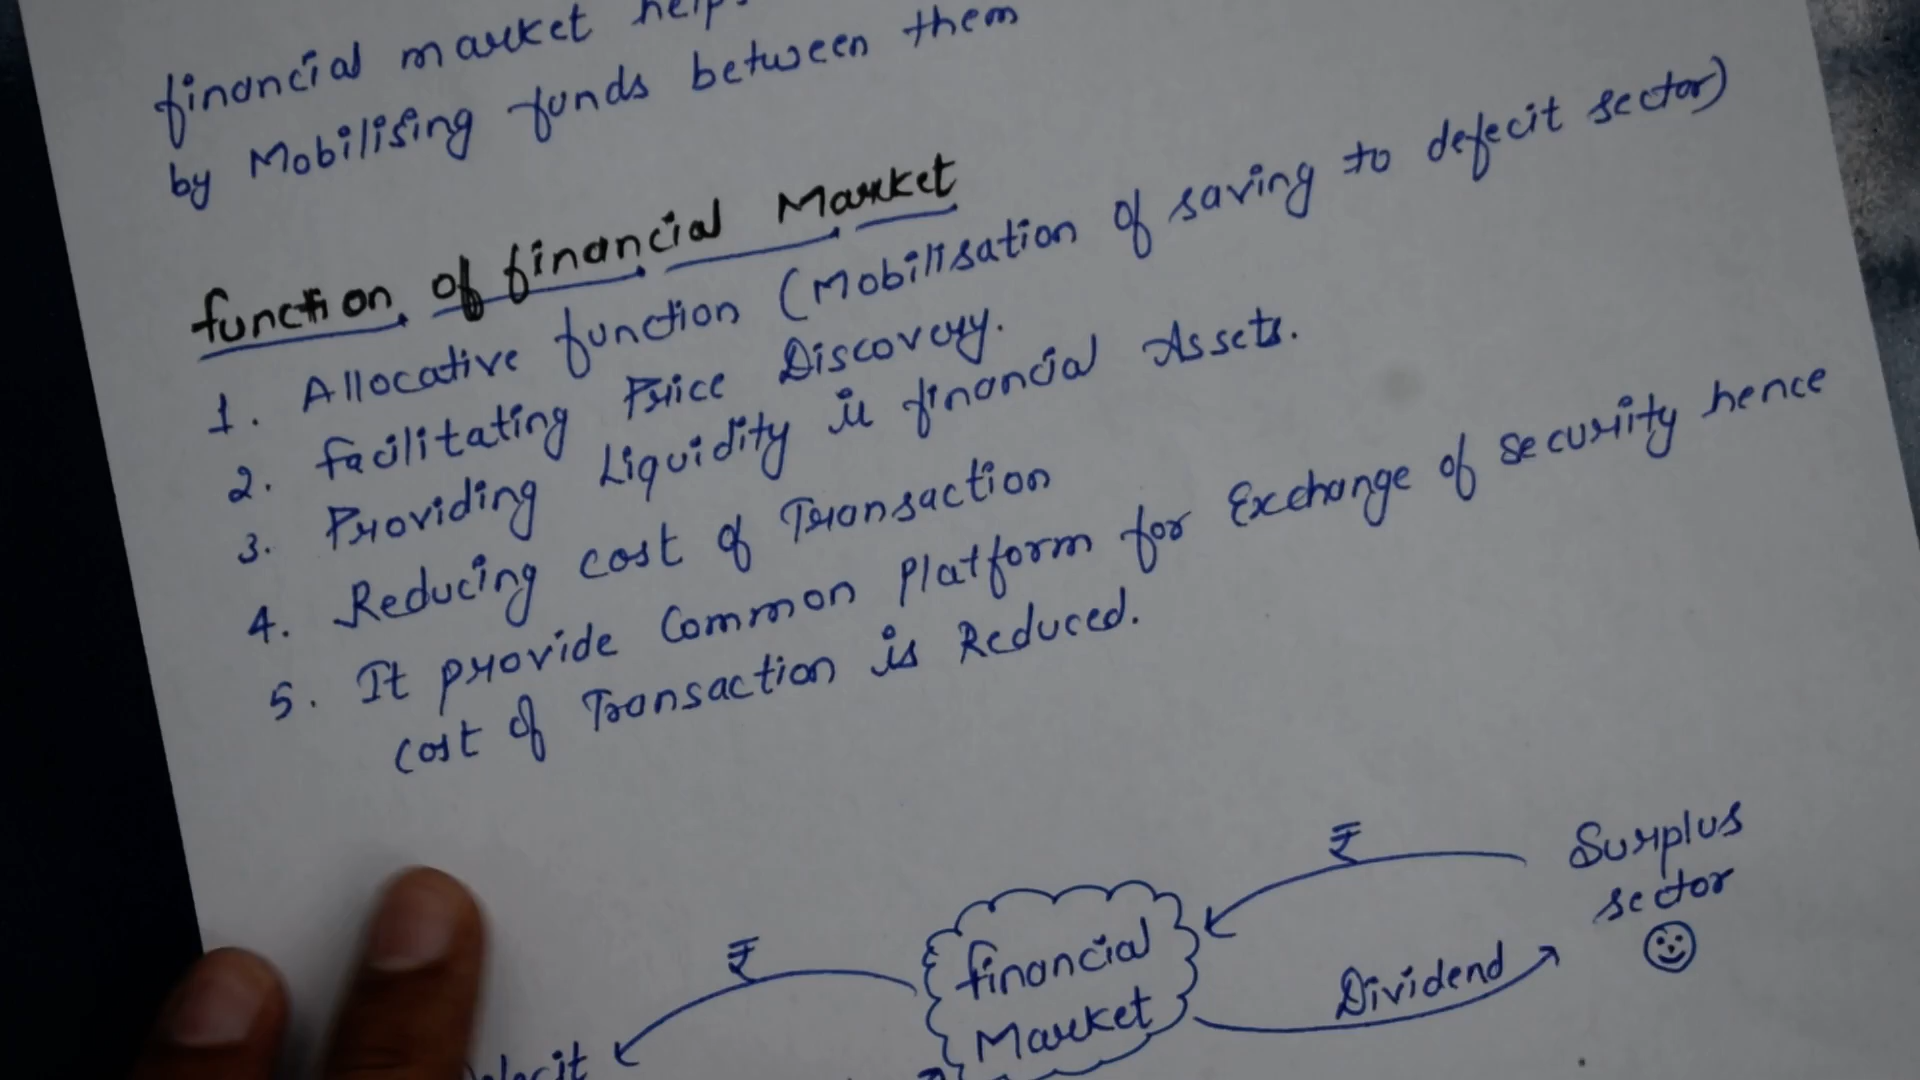 financial market help
by Mobilising funds between them
function of financial Market
1. Allocative function (Mobilisation of saving to defecit sector)
2. facilitating Price Discovery.
3. Providing Liquidity is financial Assets.
4. Reducing cost of Transaction
5. It provide Common Platform for Exchange of security hence
cost of Transaction is Reduced.
₹
Surplus
sector
₹
financial
Market
Dividend